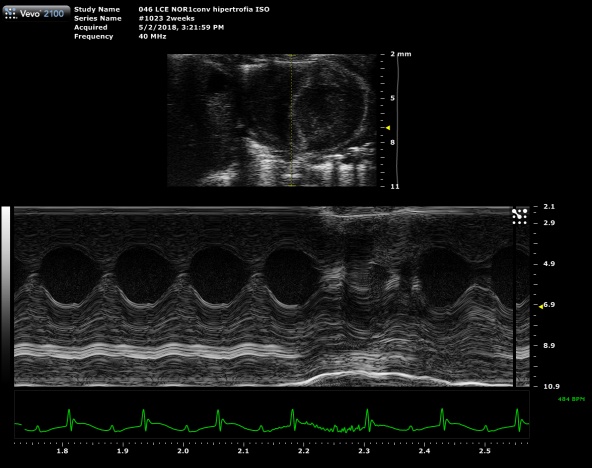 Vevo 2100
Study Name 046 LCE NOR1conv hipertrofia ISO
Series Name #1023 2weeks
Acquired 5/2/2018, 3:21:59 PM
Frequency 40 MHz
2 mm
5
8
11
2.1
2.9
4.9
6.9
8.9
10.9
484 BPM
1.8 1.9 2.0 2.1 2.2 2.3 2.4 2.5